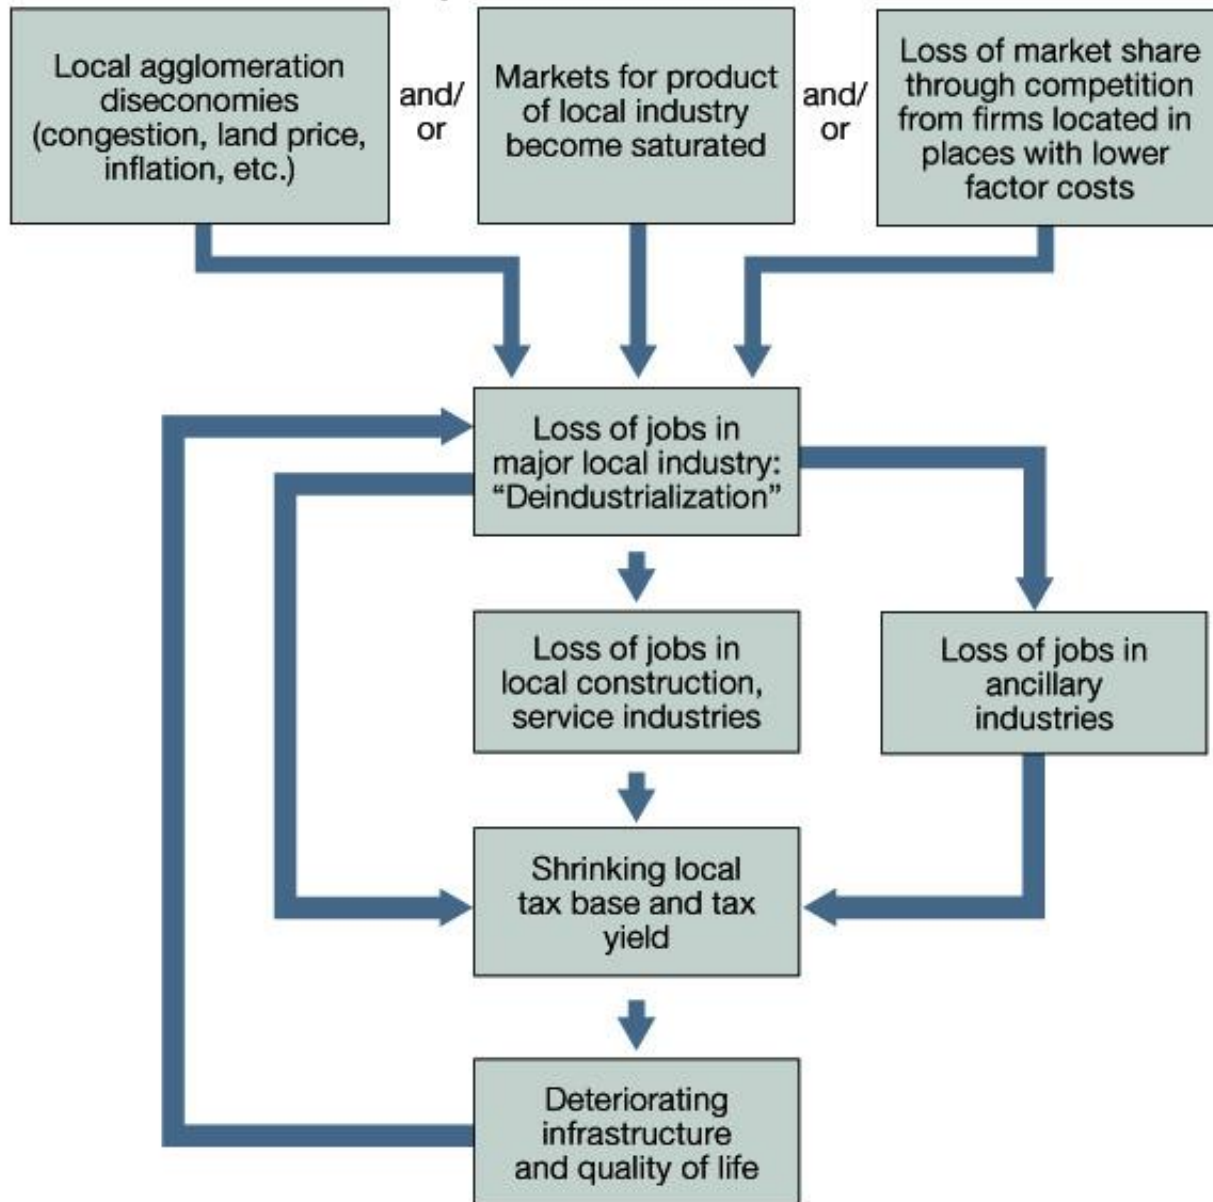 Local agglomeration
diseconomies
(congestion, land price,
inflation, etc.)
and/
or
Markets for product
of local industry
become saturated
and/
or
Loss of market share
through competition
from firms located in
places with lower
factor costs
Loss of jobs in
major local industry:
“Deindustrialization”
Loss of jobs in
local construction,
service industries
Loss of jobs in
ancillary
industries
Shrinking local
tax base and tax
yield
Deteriorating
infrastructure
and quality of life